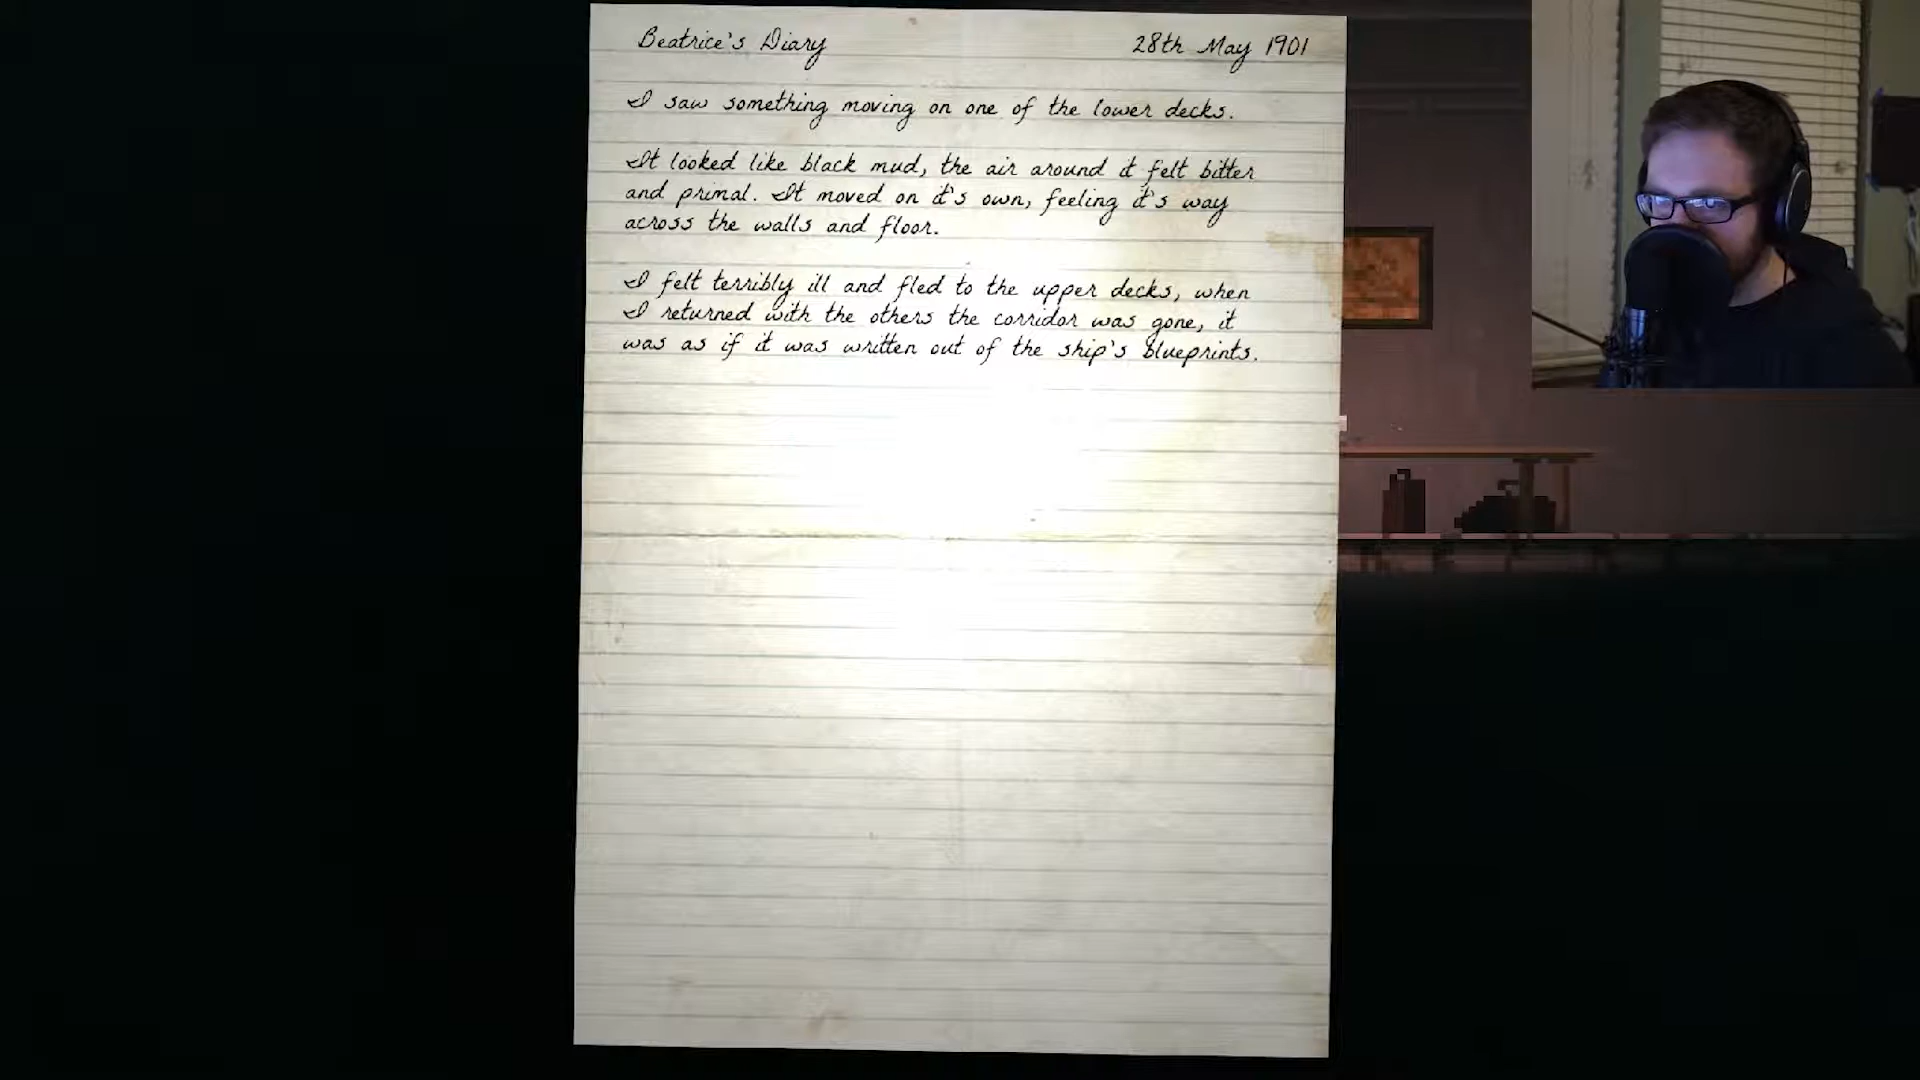 Beatrice's Diary 28th May 1901
I saw something moving on one of the lower decks.
It looked like black mud, the air around it felt bitter
and primal. It moved on it's own, feeling it's way
across the walls and floor.
I felt terribly ill and fled to the upper decks, when
I returned with the others the corridor was gone, it
was as if it was written out of the ship's blueprints.